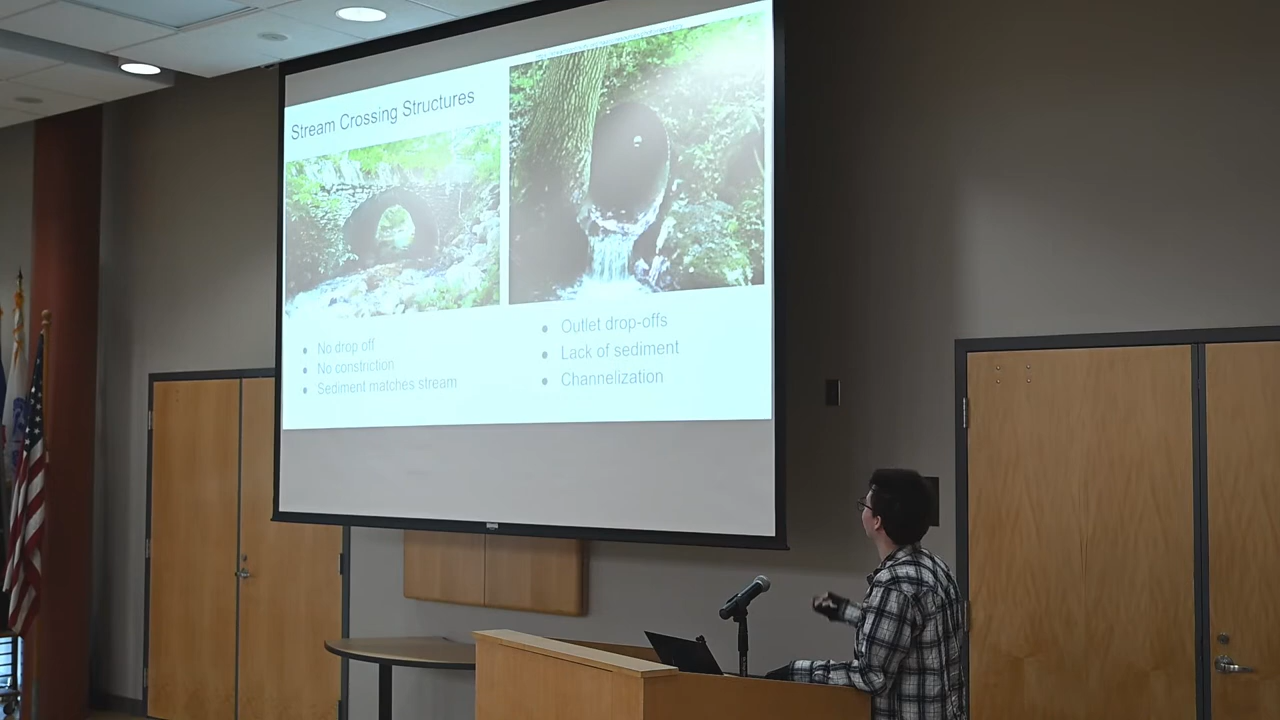 Stream Crossing Structures
No drop off
No constriction
Sediment matches stream
Outlet drop-offs
Lack of sediment
Channelization